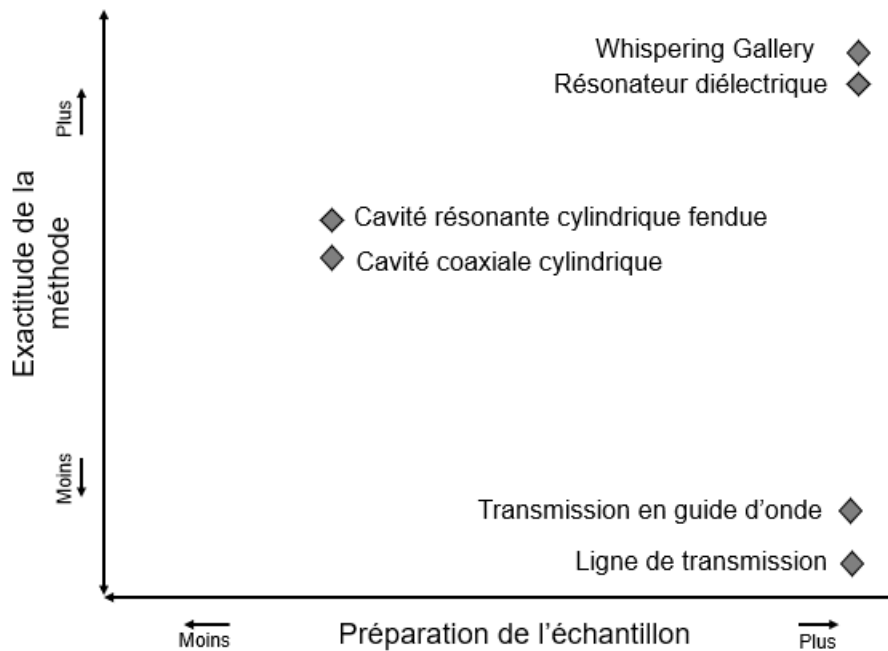 Whispering Gallery
Résonateur diélectrique
Plus
Cavité résonante cylindrique fendue
Cavité coaxiale cylindrique
Exactitude de la
méthode
Moins
Transmission en guide d'onde
Ligne de transmission
Moins
Préparation de l'échantillon
Plus